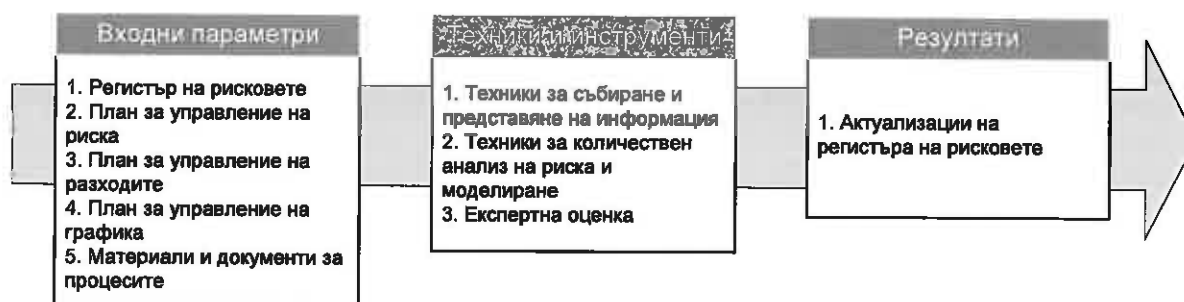 Входни параметри
1. Регистър на рисковете
2. План за управление на
риска
3. План за управление на
разходите
4. План за управление на
графика
5. Материали и документи за
процесите
Техники и инструменти
1. Техники за събиране и
представяне на информация
2. Техники за количествен
анализ на риска и
моделиране
3. Експертна оценка
Резултати
1. Актуализации на
регистъра на рисковете